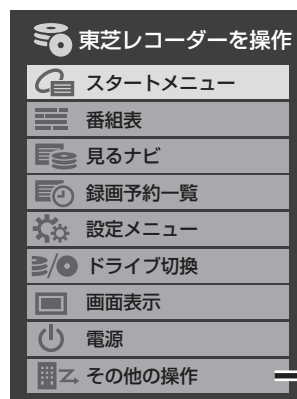 東芝レコーダーを操作
スタートメニュー
番組表
見るナビ
録画予約一覧
設定メニュー
ドライブ切換
画面表示
電源
その他の操作